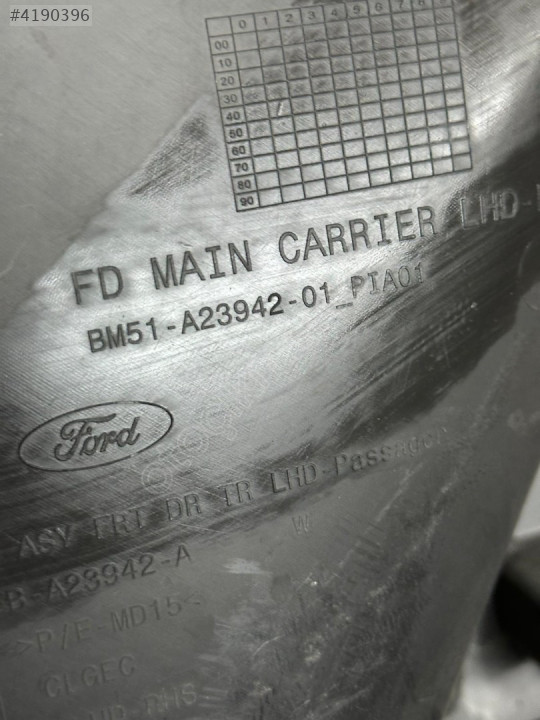 #4190396
0 1 2 3 4 5 6 7 8
00
10
20
30
40
50
60
70
80
90
FD MAIN CARRIER LHD-
BM51-A23942-01_PIA01
Ford
ASY FRT DR TR LHD-Passenger
W
B-A23942-A
>P/E-MD15<